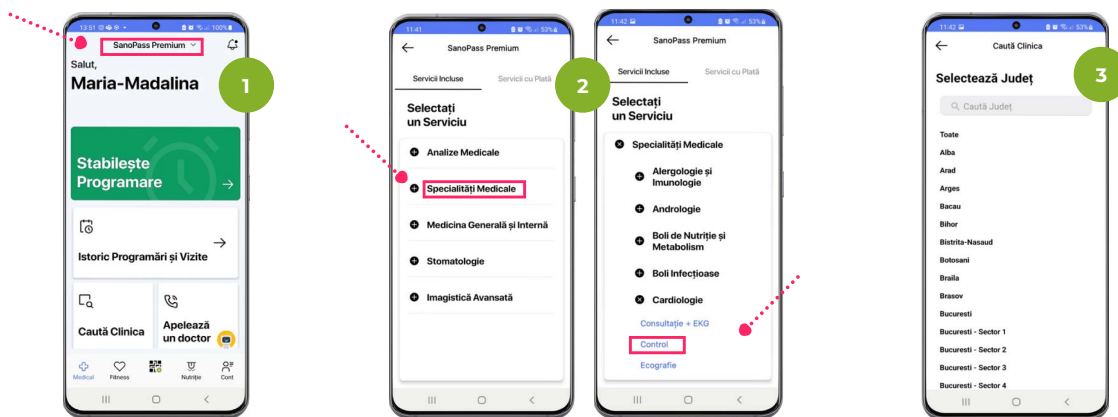 13:51
100%
SanoPass Premium
Salut,
Maria-Madalina
1
Stabilește
Programare
Istoric Programări și Vizite
Caută Clinica
Apelează
un doctor
Medical
Fitness
Nutriție
Cont
11:41
53%
SanoPass Premium
Servicii Incluse
Servicii cu Plată
2
Selectați
un Serviciu
Analize Medicale
Specialități Medicale
Medicina Generală și Internă
Stomatologie
Imagistică Avansată
11:42
53%
SanoPass Premium
Servicii Incluse
Servicii cu Plată
Selectați
un Serviciu
Specialități Medicale
Alergologie și
Imunologie
Andrologie
Boli de Nutriție și
Metabolism
Boli Infecțioase
Cardiologie
Consultație + EKG
Control
Ecografie
11:42
53%
Caută Clinica
Selectează Județ
3
Caută Județ
Toate
Alba
Arad
Arges
Bacau
Bihor
Bistrita-Nasaud
Botosani
Braila
Brasov
Bucuresti
Bucuresti - Sector 1
Bucuresti - Sector 2
Bucuresti - Sector 3
Bucuresti - Sector 4